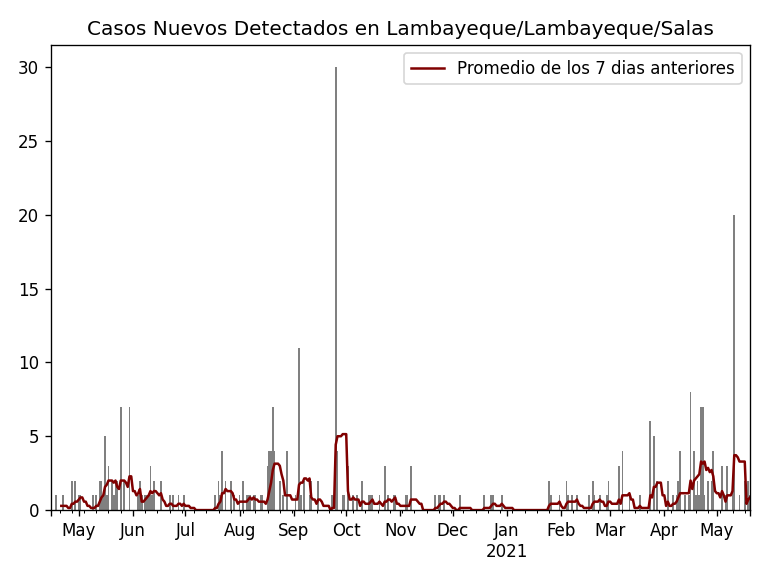 Casos Nuevos Detectados en Lambayeque/Lambayeque/Salas
Promedio de los 7 dias anteriores
30
25
20
15
10
5
0
May Jun Jul Aug Sep Oct Nov Dec Jan Feb Mar Apr May
2021